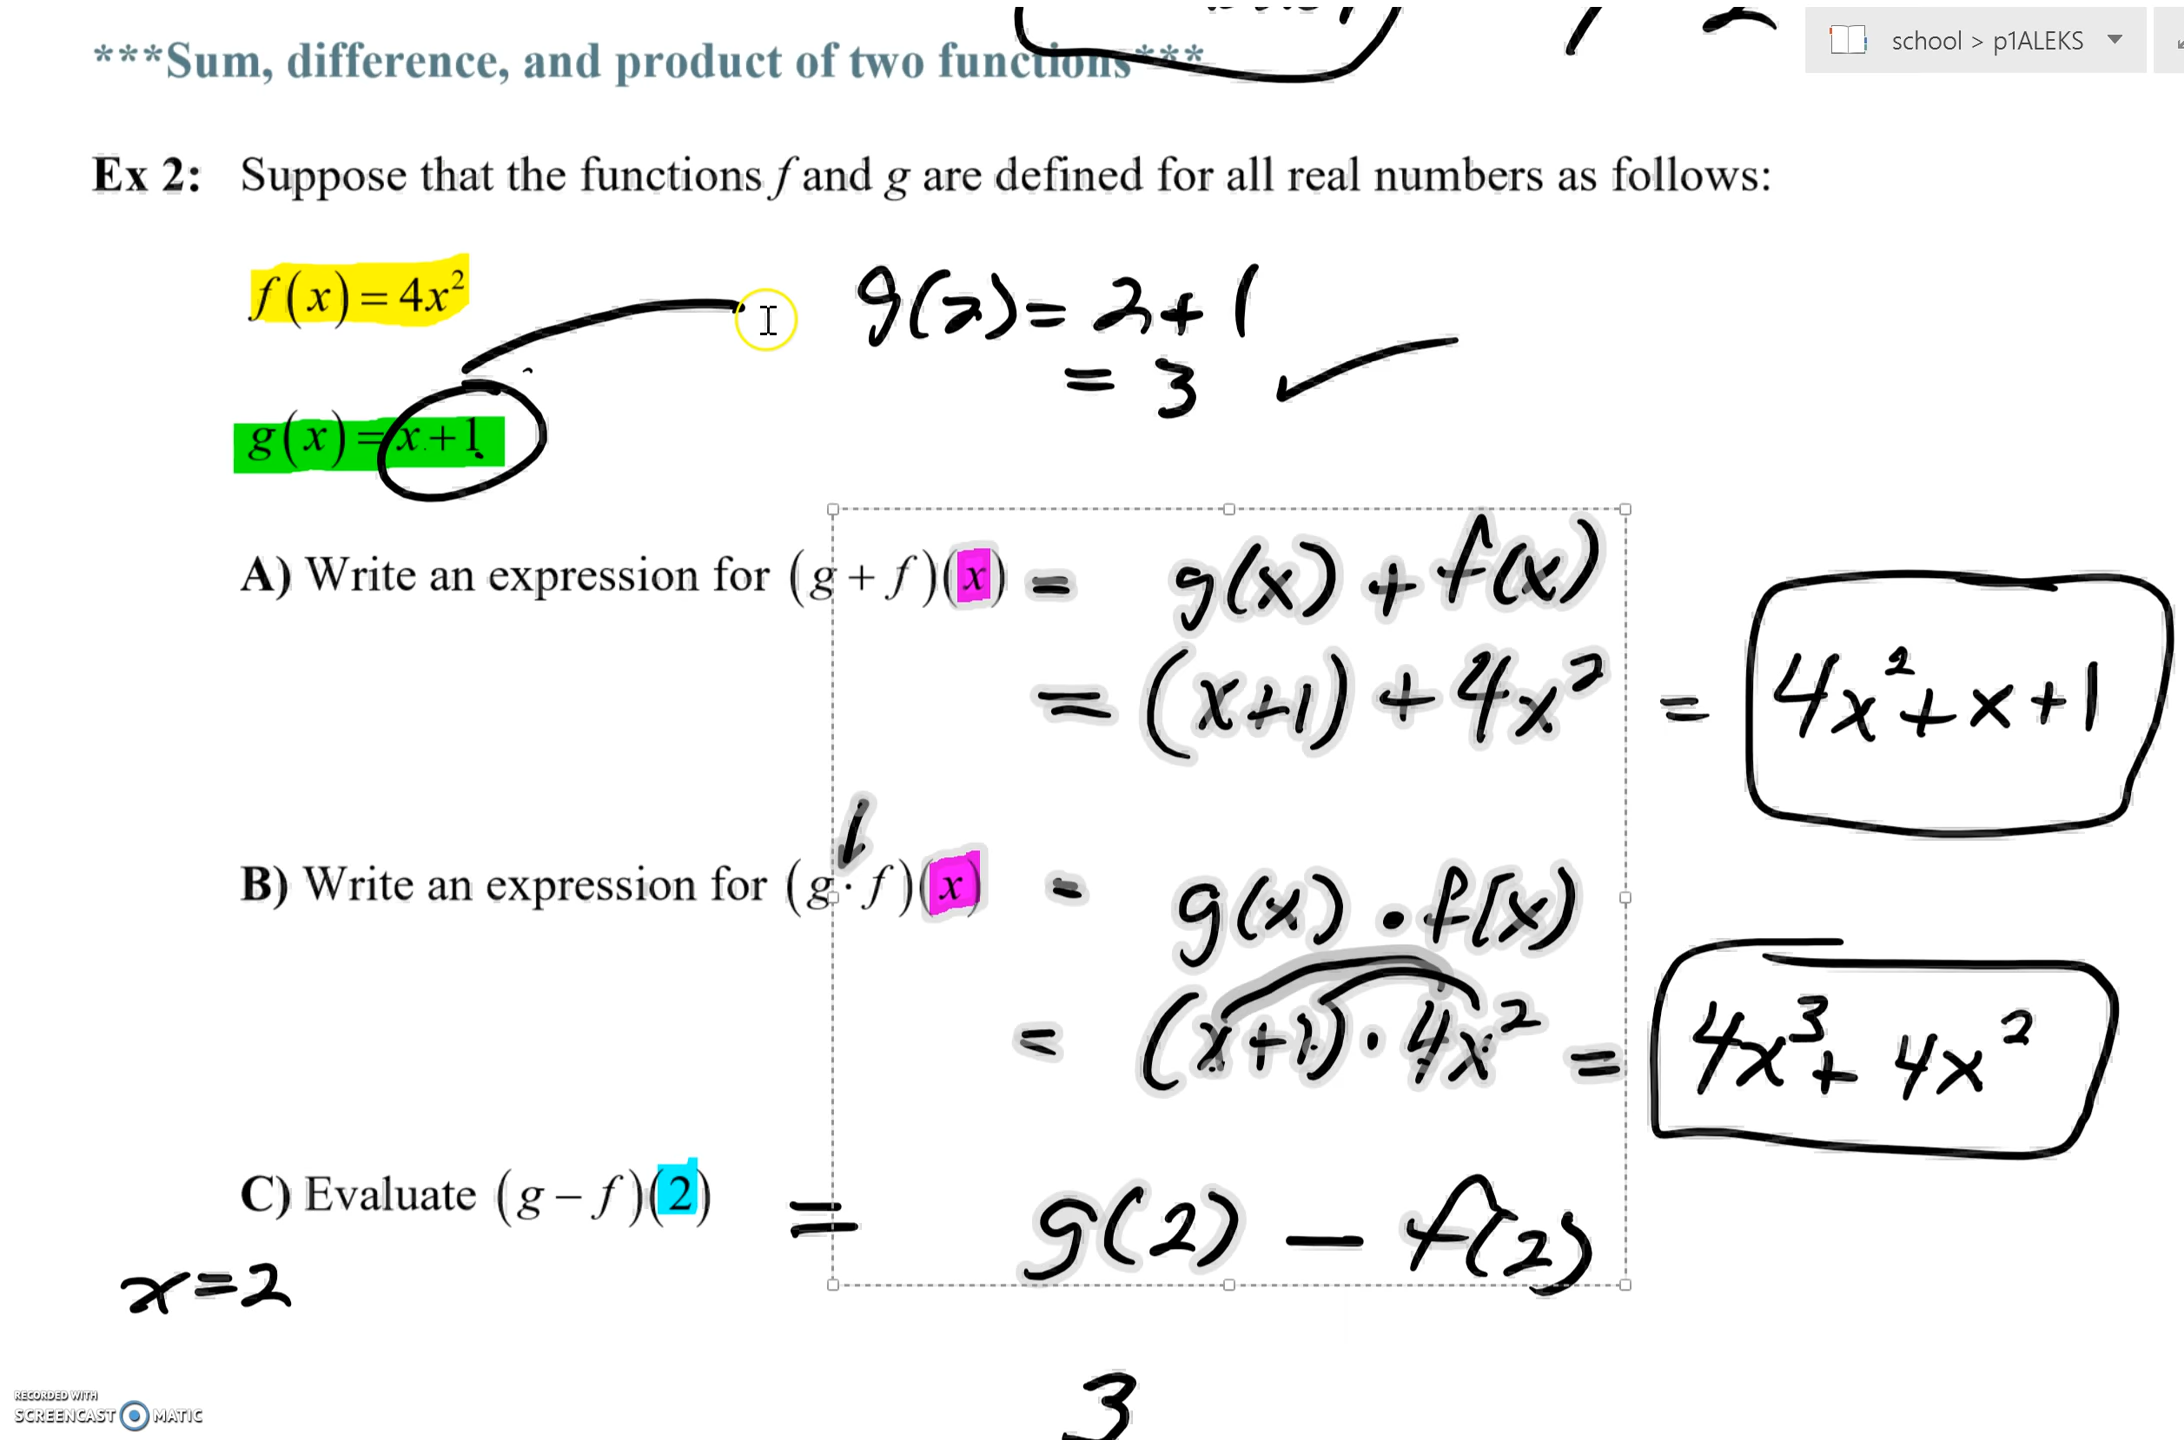 school > p1ALEKS
***Sum, difference, and product of two functions***
Ex 2: Suppose that the functions f and g are defined for all real numbers as follows:
f(x) = 4x²
g(2) = 2+1
= 3
g(x) = x+1
A) Write an expression for (g + f)(x) = g(x) + f(x)
= (x+1) + 4x² = 4x²+x+1
B) Write an expression for (g · f)(x) = g(x) · f(x)
= (x+1) · 4x² = 4x³+ 4x²
C) Evaluate (g − f)(2) = g(2) − f(2)
x=2
3
RECORDED WITH
SCREENCAST MATIC